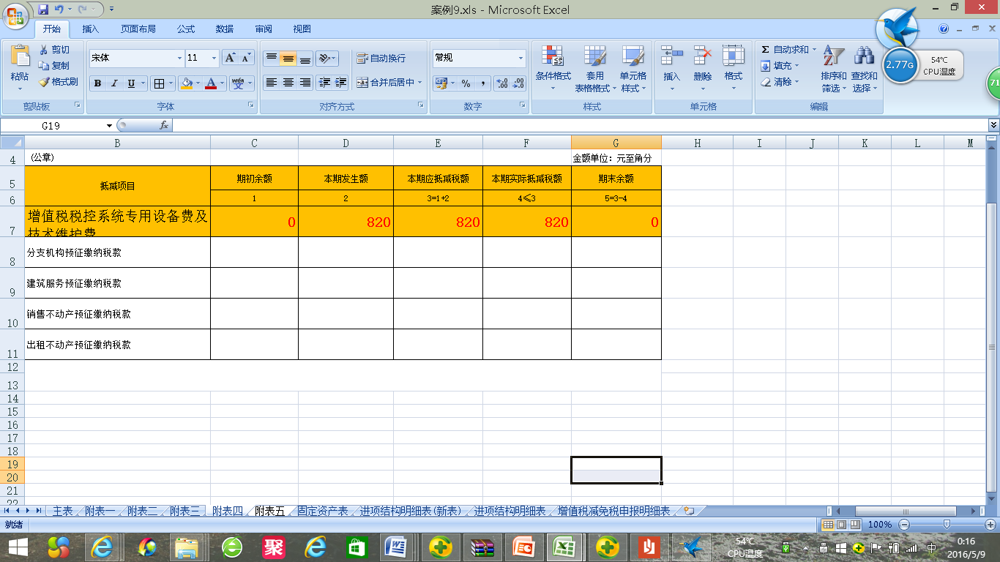 案例9.xls - Microsoft Excel
开始 插入 页面布局 公式 数据 审阅 视图
剪切
复制
格式刷
粘贴
剪贴板
宋体 11
B I U
wén
字体
自动换行
合并后居中
对齐方式
常规
%
数字
条件格式
套用
表格格式
单元格
样式
样式
插入 删除 格式
单元格
Σ 自动求和
填充
清除
排序和
筛选
查找和
选择
编辑
2.77G
54℃
CPU温度
71
G19 fx
B C D E F G H I J K L M
4 (公章) 金额单位：元至角分
5 抵减项目 期初余额 本期发生额 本期应抵减税额 本期实际抵减税额 期末余额
6 1 2 3=1+2 4≤3 5=3-4
7 增值税税控系统专用设备费及
技术维护费 0 820 820 820 0
8 分支机构预征缴纳税款
9 建筑服务预征缴纳税款
10 销售不动产预征缴纳税款
11 出租不动产预征缴纳税款
12
13
14
15
16
17
18
19
20
21
22
主表 附表一 附表二 附表三 附表四 附表五 固定资产表 进项结构明细表(新表) 进项结构明细表 增值税减免税申报明细表
就绪 100%
聚
54℃
CPU温度
中
0:16
2016/5/9